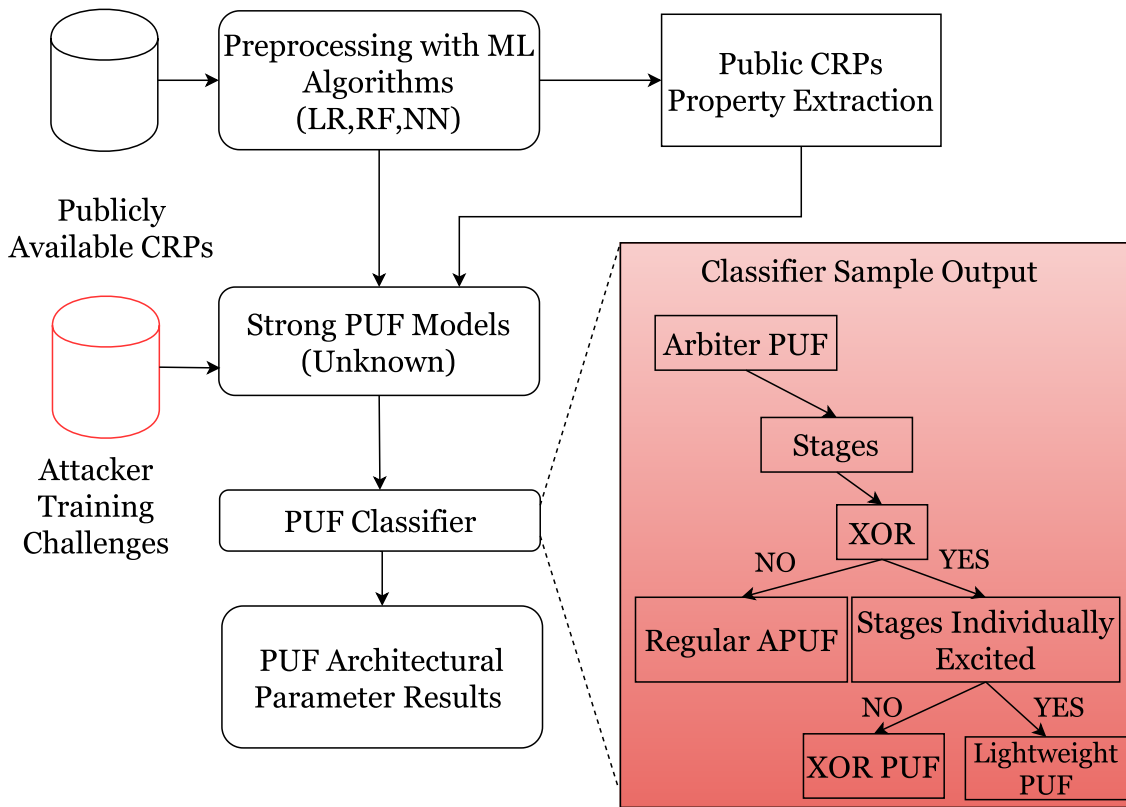 Preprocessing with ML
Algorithms
(LR,RF,NN)
Public CRPs
Property Extraction
Publicly
Available CRPs
Strong PUF Models
(Unknown)
Attacker
Training
Challenges
PUF Classifier
PUF Architectural
Parameter Results
Classifier Sample Output
Arbiter PUF
Stages
XOR
NO
YES
Regular APUF
Stages Individually
Excited
NO
YES
XOR PUF
Lightweight
PUF